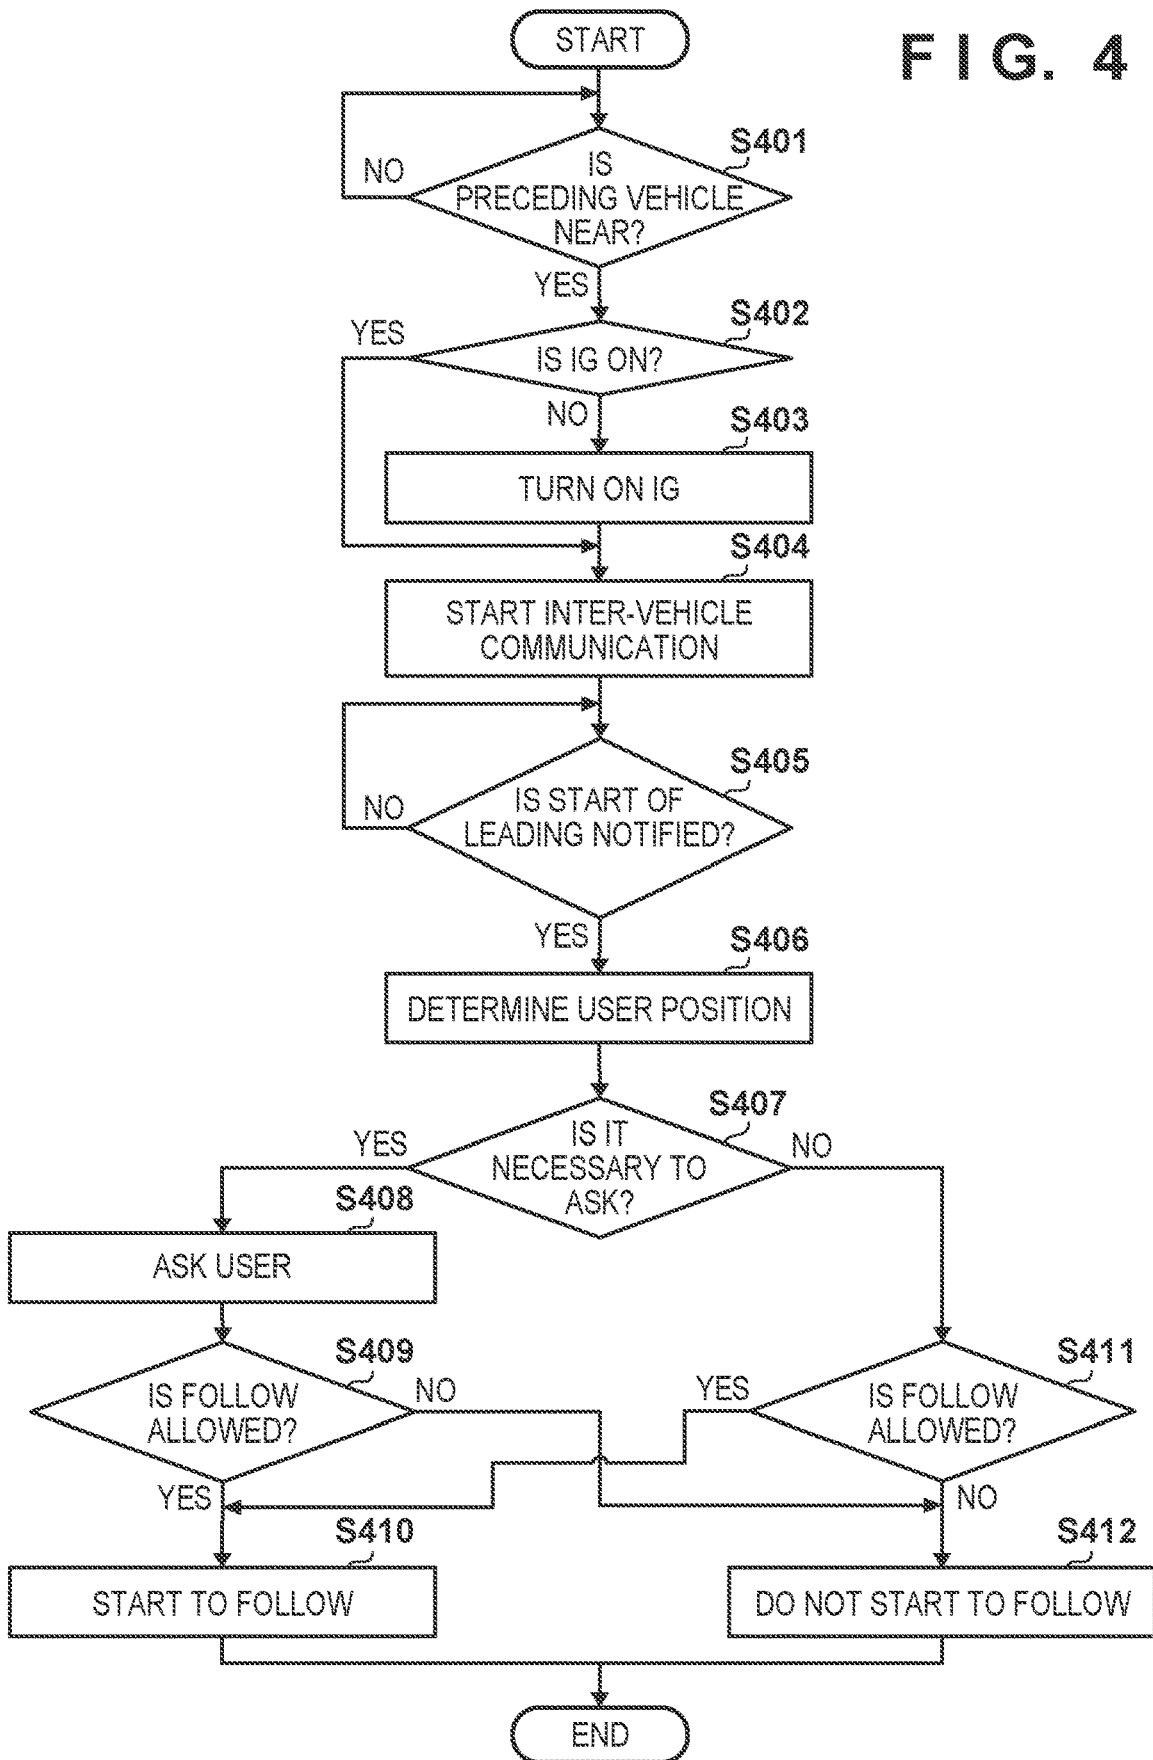 START
FIG. 4
S401
IS
PRECEDING VEHICLE
NEAR?
NO
YES
S402
YES
IS IG ON?
NO
S403
TURN ON IG
S404
START INTER-VEHICLE
COMMUNICATION
S405
IS START OF
LEADING NOTIFIED?
NO
YES
S406
DETERMINE USER POSITION
S407
YES
IS IT
NECESSARY TO
ASK?
NO
S408
ASK USER
S409
IS FOLLOW
ALLOWED?
NO
YES
S411
YES
IS FOLLOW
ALLOWED?
NO
S410
START TO FOLLOW
S412
DO NOT START TO FOLLOW
END